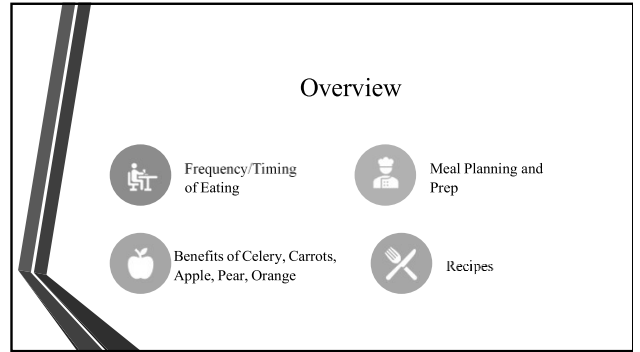 Overview
Frequency/Timing
of Eating
Meal Planning and
Prep
Benefits of Celery, Carrots,
Apple, Pear, Orange
Recipes